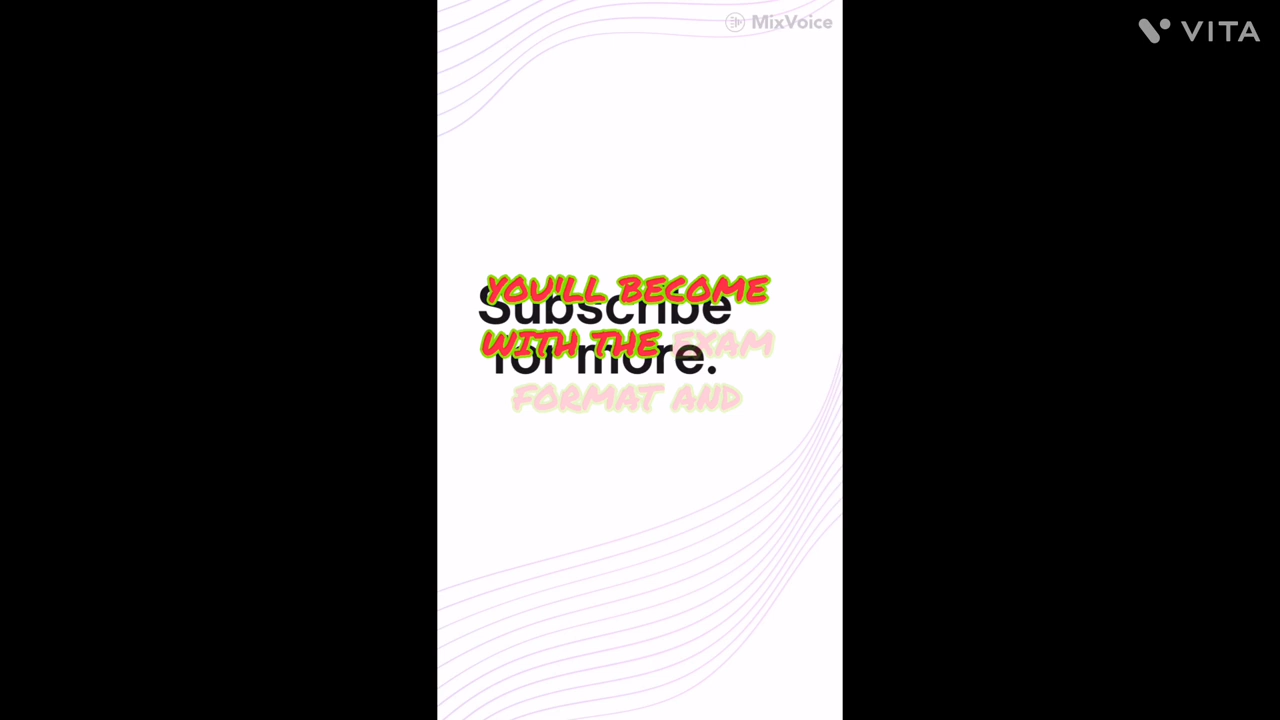 MixVoice
VITA
YOU'LL BECOME
Subscribe
WITH THE EXAM
for more.
FORMAT AND